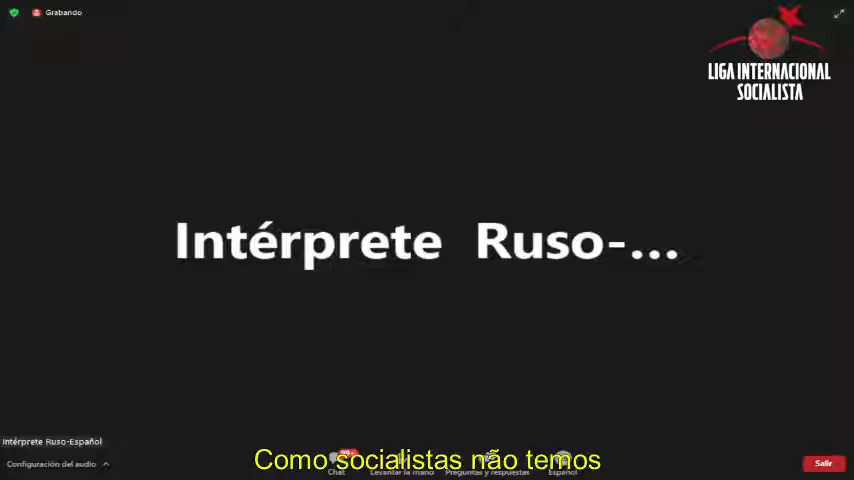 Grabando
LIGA INTERNACIONAL
SOCIALISTA
Intérprete Ruso-...
Intérprete Ruso-Español
Configuración del audio
Chat
99+
Levantar la mano
Preguntas y respuestas
Español
Salir
Como socialistas não temos